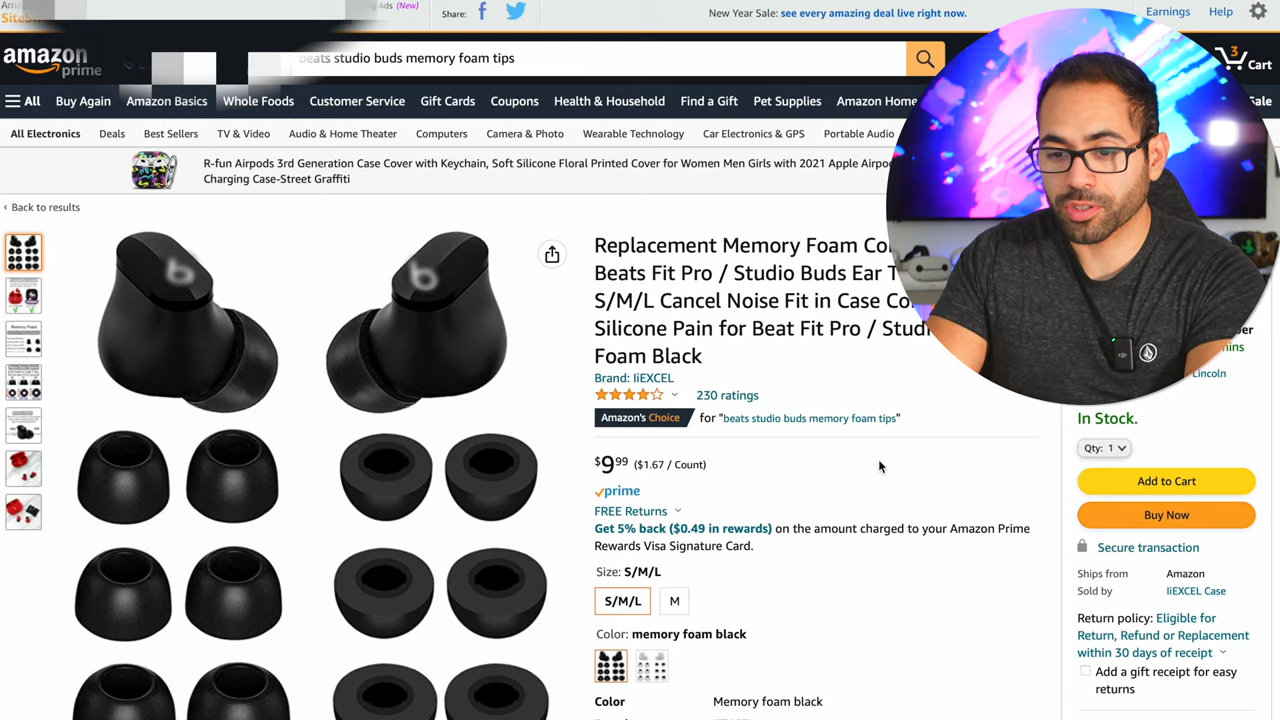 (New)
Share:
New Year Sale: see every amazing deal live right now.
Earnings
Help
amazon
prime
beats studio buds memory foam tips
3
Cart
All
Buy Again
Amazon Basics
Whole Foods
Customer Service
Gift Cards
Coupons
Health & Household
Find a Gift
Pet Supplies
Amazon Home
All Electronics
Deals
Best Sellers
TV & Video
Audio & Home Theater
Computers
Camera & Photo
Wearable Technology
Car Electronics & GPS
Portable Audio
R-fun Airpods 3rd Generation Case Cover with Keychain, Soft Silicone Floral Printed Cover for Women Men Girls with 2021 Apple
Charging Case-Street Graffiti
‹ Back to results
b
b
Replacement Memory Foam
Beats Fit Pro / Studio Buds Ear
S/M/L Cancel Noise Fit in Case
Silicone Pain for Beat Fit Pro /
Foam Black
Brand: IiEXCEL
230 ratings
Amazon's Choice for "beats studio buds memory foam tips"
$9.99 ($1.67 / Count)
prime
FREE Returns
Get 5% back ($0.49 in rewards) on the amount charged to your Amazon Prime
Rewards Visa Signature Card.
Size: S/M/L
S/M/L
M
Color: memory foam black
Color
Memory foam black
Lincoln
In Stock.
Qty: 1
Add to Cart
Buy Now
Secure transaction
Ships from
Amazon
Sold by
IiEXCEL Case
Return policy: Eligible for
Return, Refund or Replacement
within 30 days of receipt
Add a gift receipt for easy
returns